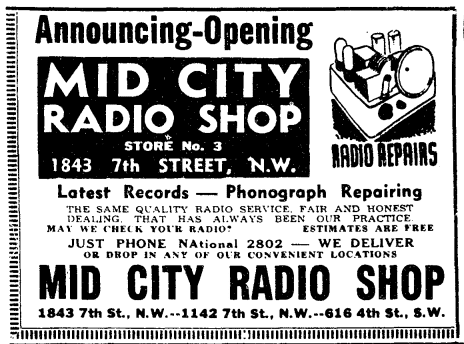 Announcing-Opening
MID CITY
RADIO SHOP
STORE No. 3
1843 7th STREET, N.W.
RADIO REPAIRS
Latest Records — Phonograph Repairing
THE SAME QUALITY RADIO SERVICE, FAIR AND HONEST
DEALING, THAT HAS ALWAYS BEEN OUR PRACTICE.
MAY WE CHECK YOUR RADIO? ESTIMATES ARE FREE
JUST PHONE NAtional 2802 — WE DELIVER
OR DROP IN ANY OF OUR CONVENIENT LOCATIONS
MID CITY RADIO SHOP
1843 7th St., N.W.--1142 7th St., N.W.--616 4th St., S.W.